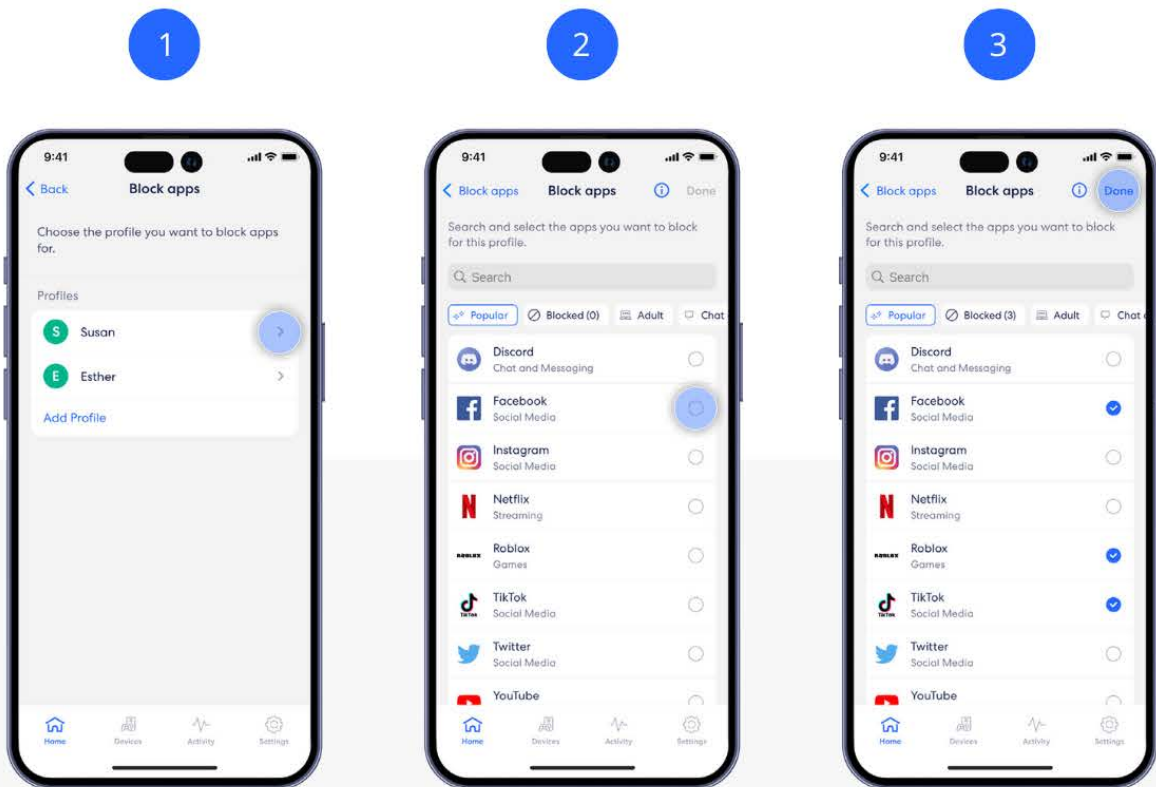 1
9:41
Back
Block apps
Choose the profile you want to block apps
for.
Profiles
S
Susan
E
Esther
Add Profile
Home
Devices
Activity
Settings
2
9:41
Block apps
Block apps
Done
Search and select the apps you want to block
for this profile.
Search
Popular
Blocked (0)
Adult
Chat
Discord
Chat and Messaging
Facebook
Social Media
Instagram
Social Media
Netflix
Streaming
ROBLOX
Roblox
Games
TikTok
TikTok
Social Media
Twitter
Social Media
YouTube
Home
Devices
Activity
Settings
3
9:41
Block apps
Block apps
Done
Search and select the apps you want to block
for this profile.
Search
Popular
Blocked (3)
Adult
Chat
Discord
Chat and Messaging
Facebook
Social Media
Instagram
Social Media
Netflix
Streaming
ROBLOX
Roblox
Games
TikTok
TikTok
Social Media
Twitter
Social Media
YouTube
Home
Devices
Activity
Settings